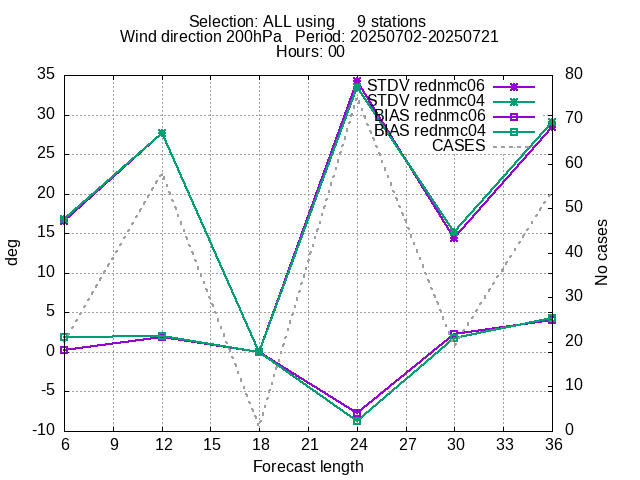 Selection: ALL using     9 stations
Wind direction 200hPa   Period: 20250702-20250721
Hours: 00
35
30
25
20
15
10
5
0
-5
-10
deg
80
70
60
50
40
30
20
10
0
No cases
STDV rednmc06
STDV rednmc04
BIAS rednmc06
BIAS rednmc04
CASES
6 9 12 15 18 21 24 27 30 33 36
Forecast length